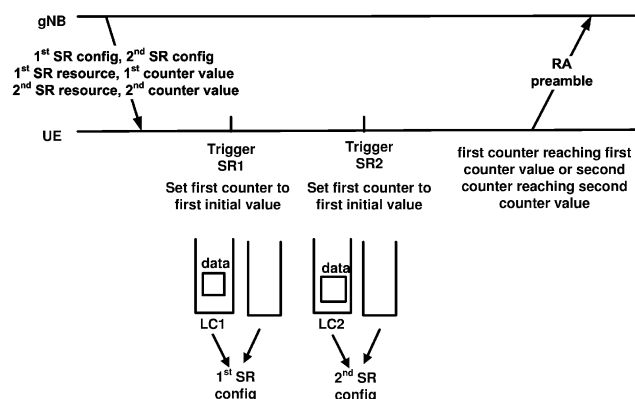 gNB
1st SR config, 2nd SR config
1st SR resource, 1st counter value
2nd SR resource, 2nd counter value
RA
preamble
UE
Trigger
SR1
Set first counter to
first initial value
Trigger
SR2
Set first counter to
first initial value
first counter reaching first
counter value or second
counter reaching second
counter value
data
LC1
data
LC2
1st SR
config
2nd SR
config